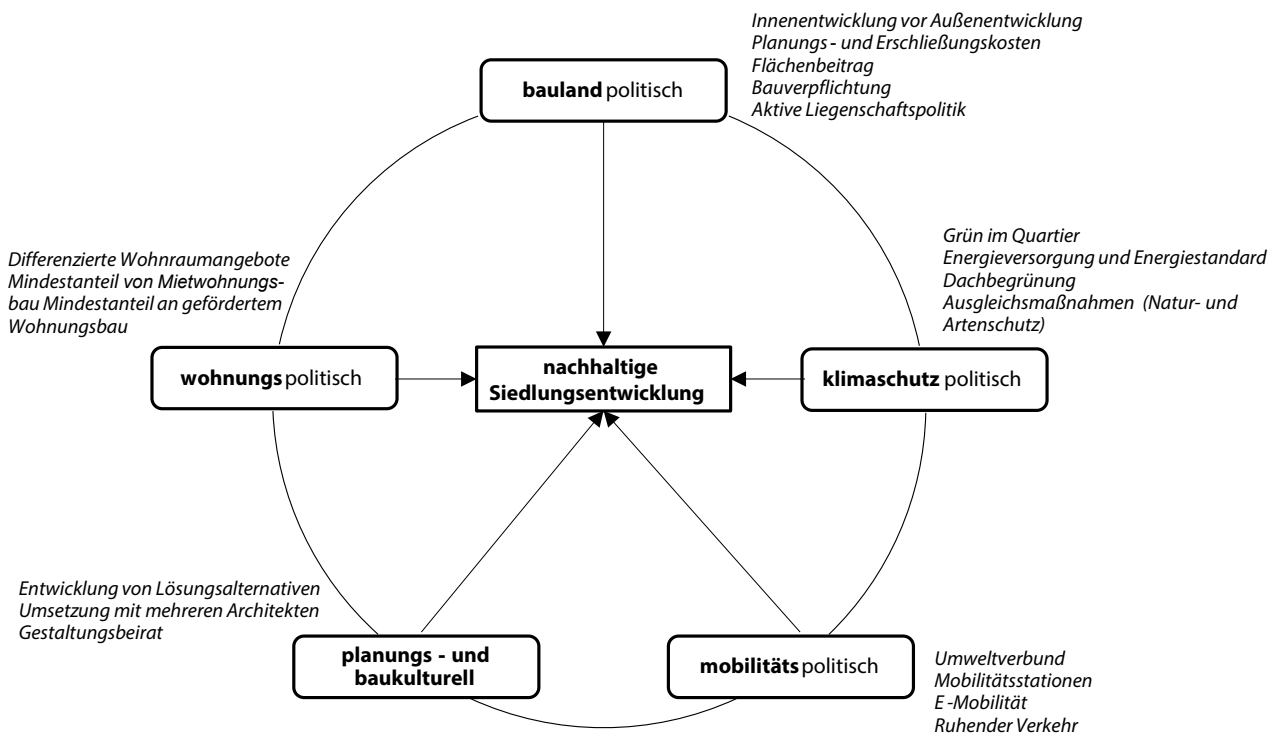 Innenentwicklung vor Außenentwicklung
Planungs- und Erschließungskosten
Flächenbeitrag
Bauverpflichtung
Aktive Liegenschaftspolitik
baulandpolitisch
Differenzierte Wohnraumangebote
Mindestanteil von Mietwohnungs-
bau Mindestanteil an gefördertem
Wohnungsbau
wohnungspolitisch
nachhaltige
Siedlungsentwicklung
Grün im Quartier
Energieversorgung und Energiestandard
Dachbegrünung
Ausgleichsmaßnahmen (Natur- und
Artenschutz)
klimaschutz politisch
Entwicklung von Lösungsalternativen
Umsetzung mit mehreren Architekten
Gestaltungsbeirat
planungs - und
baukulturell
mobilitätspolitisch
Umweltverbund
Mobilitätsstationen
E -Mobilität
Ruhender Verkehr